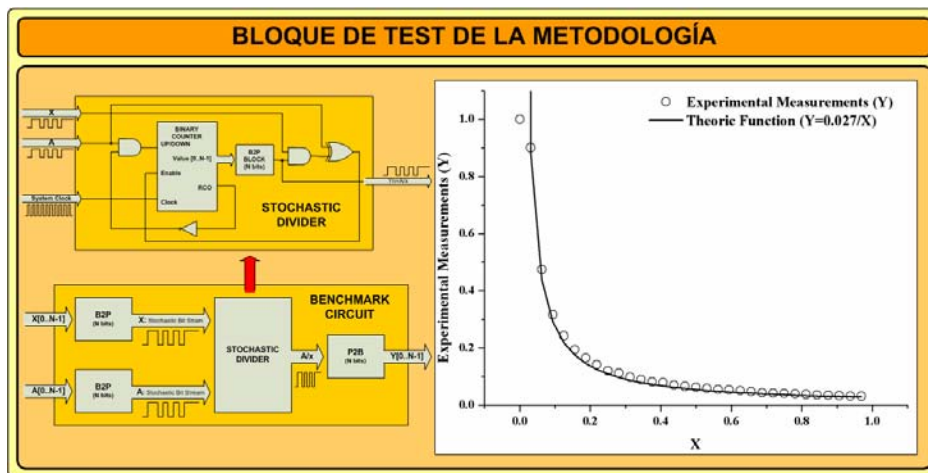 BLOQUE DE TEST DE LA METODOLOGÍA
X
A
System Clock
BINARY
COUNTER
UP/DOWN
Value [0..N-1]
Enable
RCO
Clock
B2P
BLOCK
(N bits)
STOCHASTIC
DIVIDER
BENCHMARK
CIRCUIT
X[0..N-1]
B2P
(N bits)
X: Stochastic Bit Stream
A[0..N-1]
B2P
(N bits)
A: Stochastic Bit Stream
STOCHASTIC
DIVIDER
A/x
P2B
(N bits)
Y[0..N-1]
Experimental Measurements (Y)
Theoric Function (Y=0.027/X)
Experimental Measurements (Y)
1.0
0.8
0.6
0.4
0.2
0.0
0.0 0.2 0.4 0.6 0.8 1.0
X